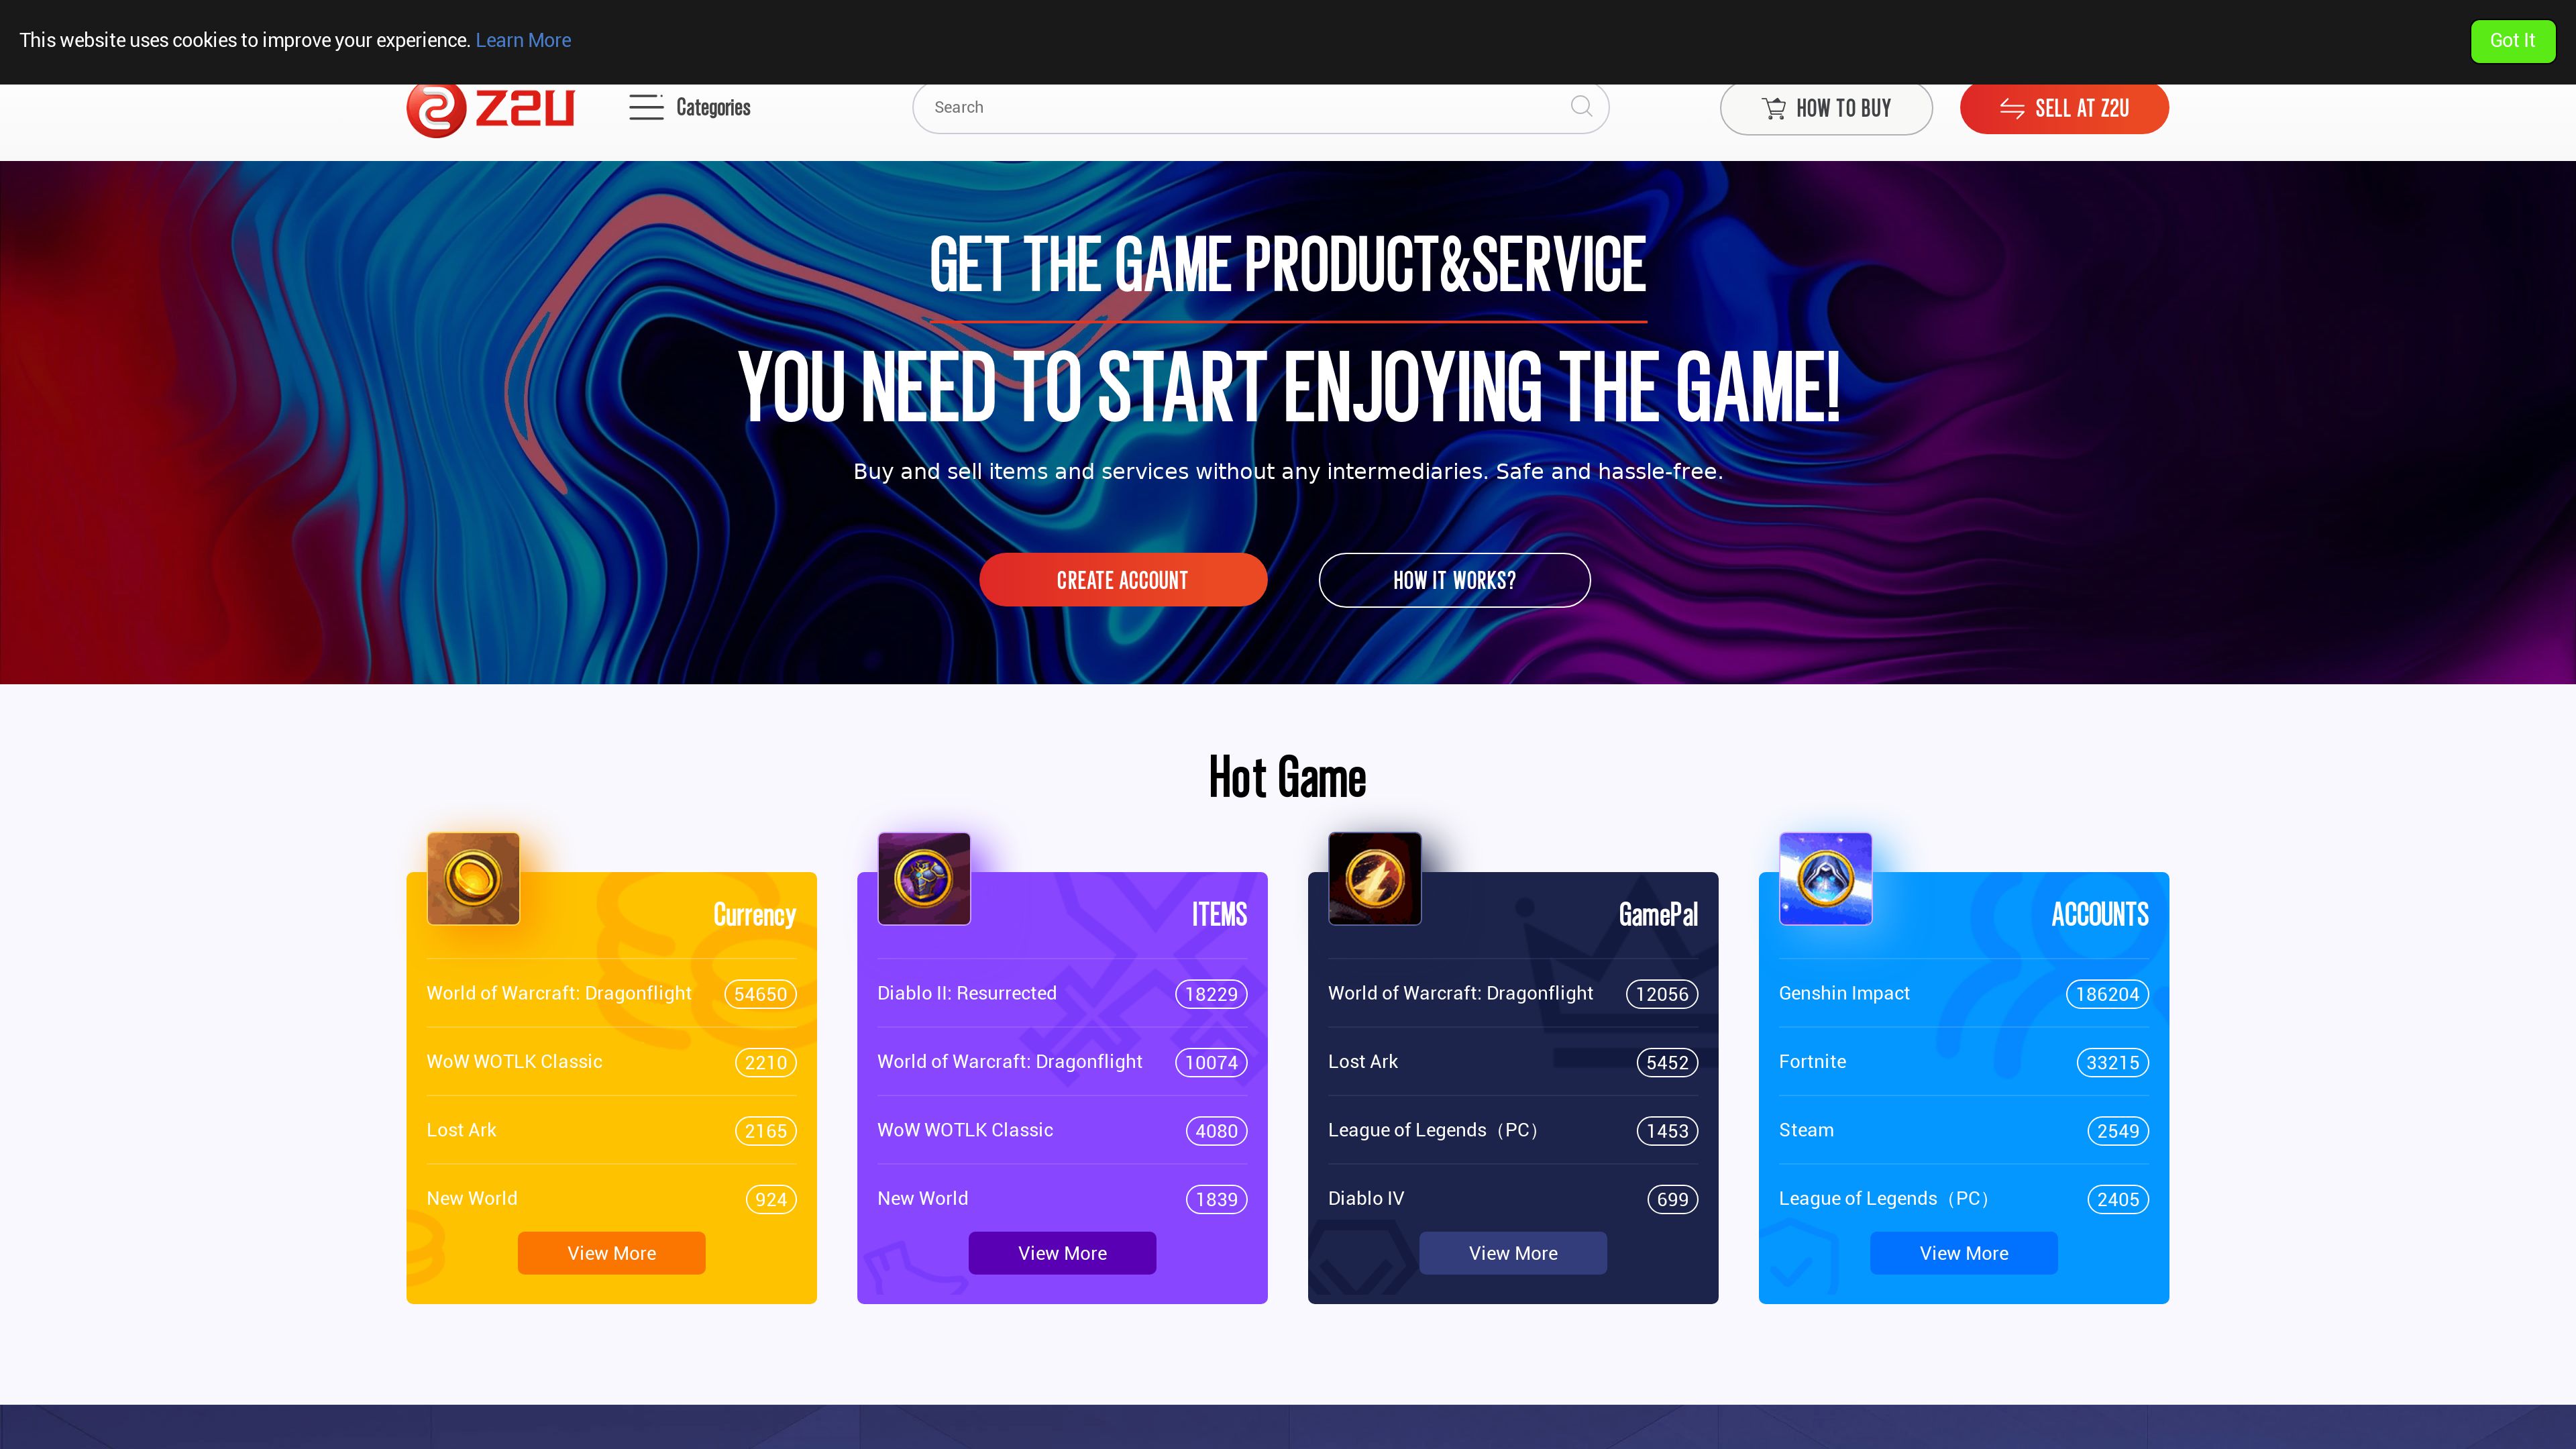 This website uses cookies to improve your experience. Learn More
Got It
Z2U
Categories
Search
HOW TO BUY
SELL AT Z2U
GET THE GAME PRODUCT&SERVICE
YOU NEED TO START ENJOYING THE GAME!
Buy and sell items and services without any intermediaries. Safe and hassle-free.
CREATE ACCOUNT
HOW IT WORKS?
Hot Game
Currency
World of Warcraft: Dragonflight 54650
WoW WOTLK Classic 2210
Lost Ark 2165
New World 924
View More
ITEMS
Diablo II: Resurrected 18229
World of Warcraft: Dragonflight 10074
WoW WOTLK Classic 4080
New World 1839
View More
GamePal
World of Warcraft: Dragonflight 12056
Lost Ark 5452
League of Legends（PC） 1453
Diablo IV 699
View More
ACCOUNTS
Genshin Impact 186204
Fortnite 33215
Steam 2549
League of Legends（PC） 2405
View More